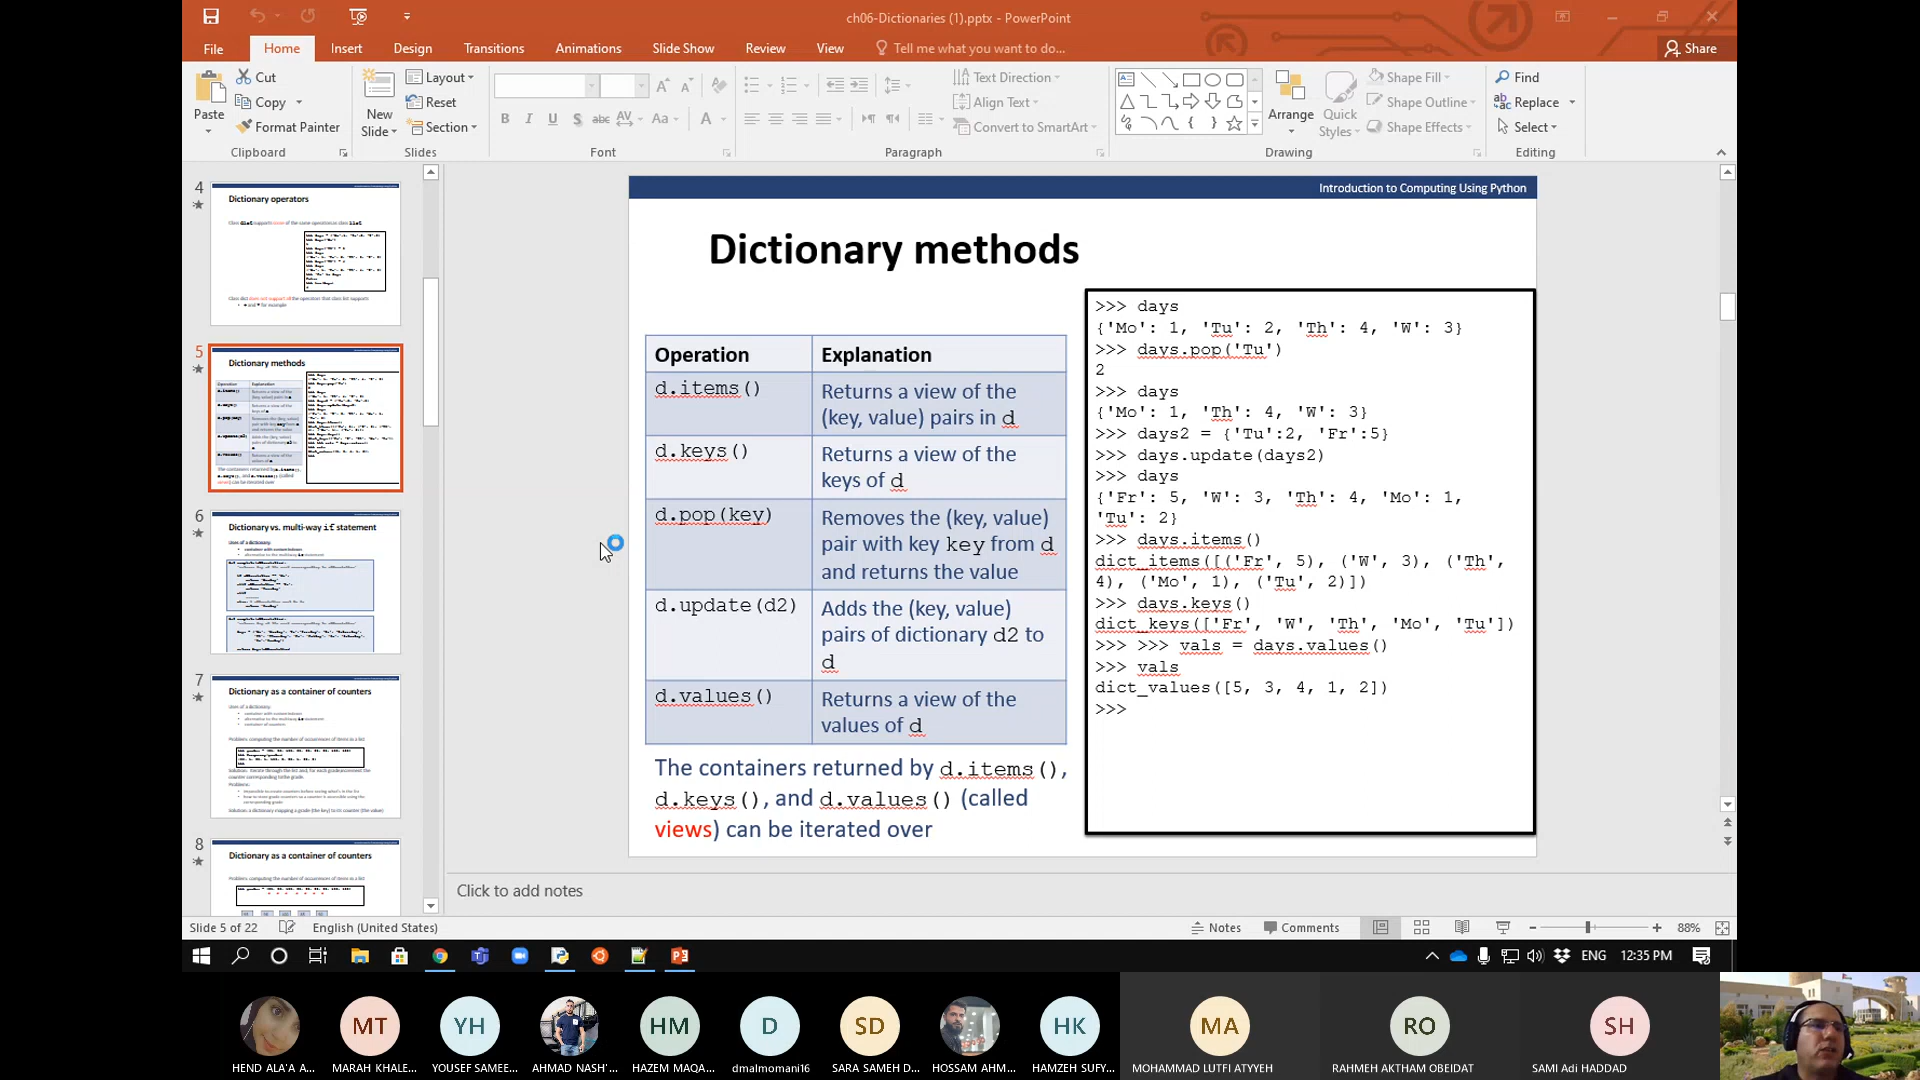 ch06-Dictionaries (1).pptx - PowerPoint
File
Home
Insert
Design
Transitions
Animations
Slide Show
Review
View
Tell me what you want to do...
Share
Paste
Cut
Copy
Format Painter
Clipboard
New
Slide
Layout
Reset
Section
Slides
B I U S abc AV Aa A
Font
Text Direction
Align Text
Convert to SmartArt
Paragraph
Arrange
Quick
Styles
Shape Fill
Shape Outline
Shape Effects
Drawing
Find
Replace
Select
Editing
4
Dictionary operators
5
Dictionary methods
6
Dictionary vs. multi-way if statement
7
Dictionary as a container of counters
8
Dictionary as a container of counters
Introduction to Computing Using Python
Dictionary methods
Operation Explanation
d.items() Returns a view of the
(key, value) pairs in d
d.keys() Returns a view of the
keys of d
d.pop(key) Removes the (key, value)
pair with key key from d
and returns the value
d.update(d2) Adds the (key, value)
pairs of dictionary d2 to
d
d.values() Returns a view of the
values of d
The containers returned by d.items(),
d.keys(), and d.values() (called
views) can be iterated over
>>> days
{'Mo': 1, 'Tu': 2, 'Th': 4, 'W': 3}
>>> days.pop('Tu')
2
>>> days
{'Mo': 1, 'Th': 4, 'W': 3}
>>> days2 = {'Tu':2, 'Fr':5}
>>> days.update(days2)
>>> days
{'Fr': 5, 'W': 3, 'Th': 4, 'Mo': 1,
'Tu': 2}
>>> days.items()
dict_items([('Fr', 5), ('W', 3), ('Th',
4), ('Mo', 1), ('Tu', 2)])
>>> days.keys()
dict_keys(['Fr', 'W', 'Th', 'Mo', 'Tu'])
>>> >>> vals = days.values()
>>> vals
dict_values([5, 3, 4, 1, 2])
>>>
Click to add notes
Slide 5 of 22
English (United States)
Notes
Comments
88%
ENG
12:35 PM
MT
YH
HM
D
SD
HK
MA
RO
SH
HEND ALA'A A...
MARAH KHALE...
YOUSEF SAMEE...
AHMAD NASH'...
HAZEM MAQA...
dmalmomani16
SARA SAMEH D...
HOSSAM AHM...
HAMZEH SUFY...
MOHAMMAD LUTFI ATYYEH
RAHMEH AKTHAM OBEIDAT
SAMI Adi HADDAD